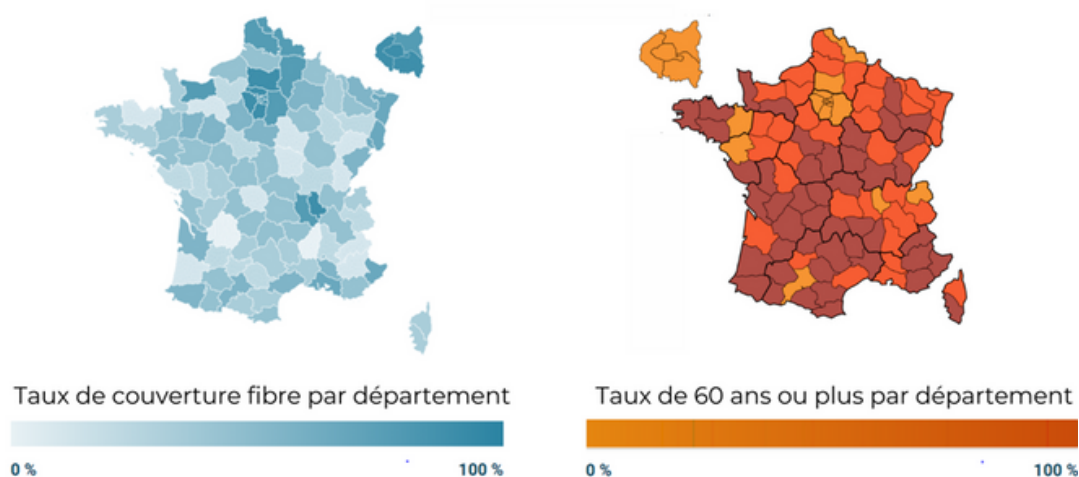 Taux de couverture fibre par département
0 %
100 %
Taux de 60 ans ou plus par département
0 %
100 %